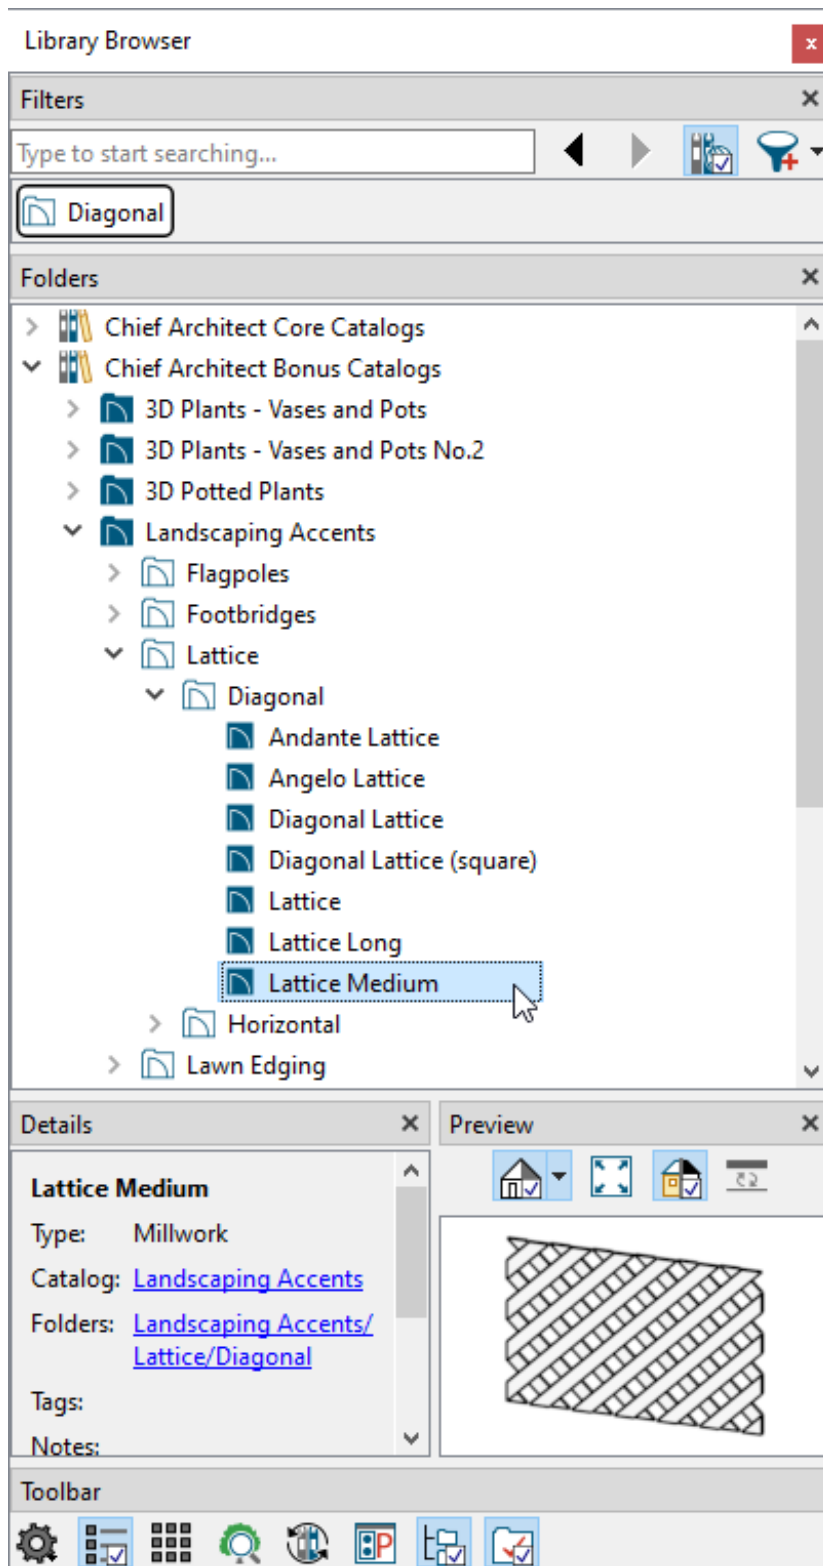 Library Browser
x
Filters
Type to start searching...
Diagonal
Folders
Chief Architect Core Catalogs
Chief Architect Bonus Catalogs
3D Plants - Vases and Pots
3D Plants - Vases and Pots No.2
3D Potted Plants
Landscaping Accents
Flagpoles
Footbridges
Lattice
Diagonal
Andante Lattice
Angelo Lattice
Diagonal Lattice
Diagonal Lattice (square)
Lattice
Lattice Long
Lattice Medium
Horizontal
Lawn Edging
Details
Lattice Medium
Type: Millwork
Catalog: Landscaping Accents
Folders: Landscaping Accents/
Lattice/Diagonal
Tags:
Notes:
Preview
Toolbar
P